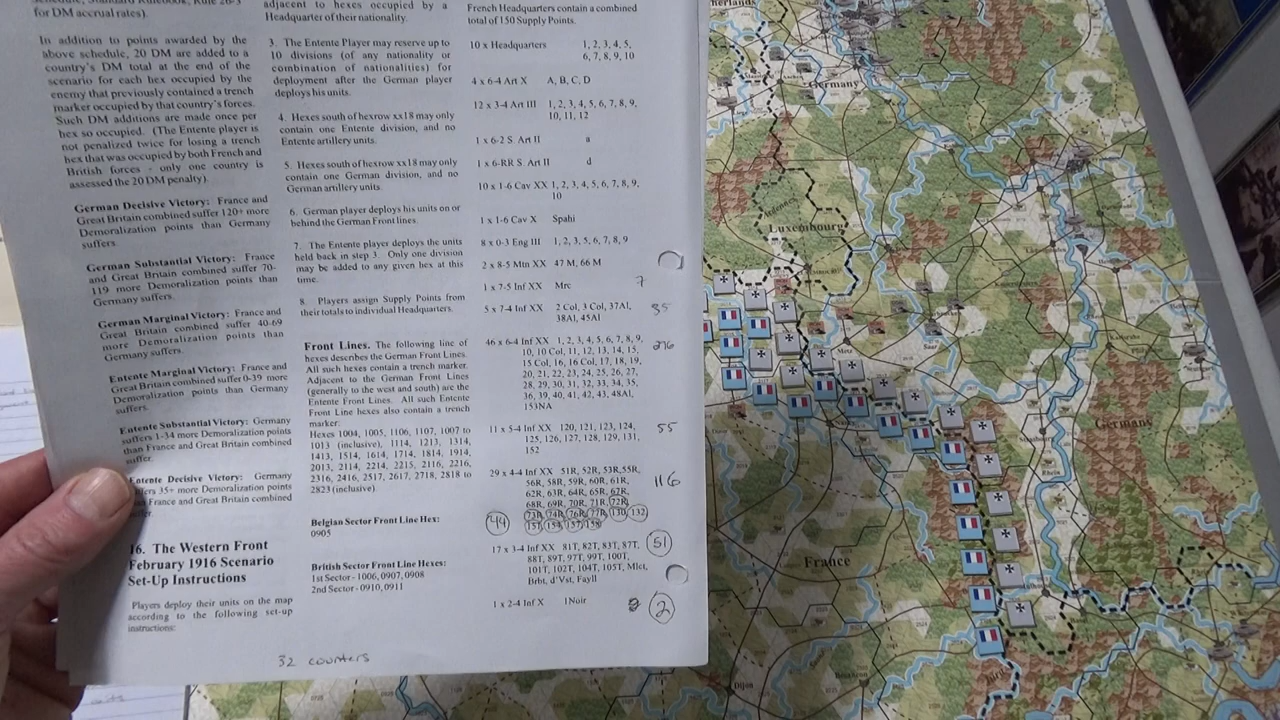 for DM accrual rates).
In addition to points awarded by the
above schedule, 20 DM are added to a
country's DM total at the end of the
scenario for each hex occupied by the
enemy that previously contained a trench
marker occupied by that country's forces.
Such DM additions are made once per
hex so occupied. (The Entente player is
not penalized twice for losing a trench
hex that was occupied by both French and
British forces - only one country is
assessed the 20 DM penalty).
German Decisive Victory: France and
Great Britain combined suffer 120+ more
Demoralization points than Germany
suffers.
German Substantial Victory: France
and Great Britain combined suffer 70-
119 more Demoralization points than
Germany suffers.
German Marginal Victory: France and
Great Britain combined suffer 40-69
more Demoralization points than
Germany suffers.
Entente Marginal Victory: France and
Great Britain combined suffer 0-39 more
Demoralization points than Germany
suffers.
Entente Substantial Victory: Germany
suffers 1-34 more Demoralization points
than France and Great Britain combined
suffer.
Entente Decisive Victory: Germany
suffers 35+ more Demoralization points
than France and Great Britain combined
16. The Western Front
February 1916 Scenario
Set-Up Instructions
Players deploy their units on the map
according to the following set-up
instructions:
adjacent to hexes occupied by a
Headquarter of their nationality.
3. The Entente Player may reserve up to
10 divisions (of any nationality or
combination of nationalities) for
deployment after the German player
deploys his units.
4. Hexes south of hexrow xx18 may only
contain one Entente division, and no
Entente artillery units.
5. Hexes south of hexrow xx18 may only
contain one German division, and no
German artillery units.
6. German player deploys his units on or
behind the German Front lines.
7. The Entente player deploys the units
held back in step 3. Only one division
may be added to any given hex at this
time.
8. Players assign Supply Points from
their totals to individual Headquarters.
Front Lines. The following line of
hexes describes the German Front Lines.
All such hexes contain a trench marker.
Adjacent to the German Front Lines
(generally to the west and south) are the
Entente Front Lines. All such Entente
Front Line hexes also contain a trench
marker.
Hexes 1004, 1005, 1106, 1107, 1007 to
1013 (inclusive), 1114, 1213, 1314,
1413, 1514, 1614, 1714, 1814, 1914,
2013, 2114, 2214, 2215, 2116, 2216,
2316, 2416, 2517, 2617, 2718, 2818 to
2823 (inclusive).
Belgian Sector Front Line Hex:
0905
British Sector Front Line Hexes:
1st Sector - 1006, 0907, 0908
2nd Sector - 0910, 0911
French Headquarters contain a combined
total of 150 Supply Points.
10 x Headquarters 1, 2, 3, 4, 5,
6, 7, 8, 9, 10
4 x 6-4 Art X A, B, C, D
12 x 3-4 Art III 1, 2, 3, 4, 5, 6, 7, 8, 9,
10, 11, 12
1 x 6-2 S. Art II a
1 x 6-RR S. Art II d
10 x 1-6 Cav XX 1, 2, 3, 4, 5, 6, 7, 8, 9,
10
1 x 1-6 Cav X Spahi
8 x 0-3 Eng III 1, 2, 3, 5, 6, 7, 8, 9
2 x 8-5 Mtn XX 47 M, 66 M
1 x 7-5 Inf XX Mrc 7
5 x 7-4 Inf XX 2 Col, 3 Col, 37Al, 35
38Al, 45Al
46 x 6-4 Inf XX 1, 2, 3, 4, 5, 6, 7, 8, 9, 276
10, 10 Col, 11, 12, 13, 14, 15,
15 Col, 16, 16 Col, 17, 18, 19,
20, 21, 22, 23, 24, 25, 26, 27,
28, 29, 30, 31, 32, 33, 34, 35,
36, 39, 40, 41, 42, 43, 48Al,
153NA
11 x 5-4 Inf XX 120, 121, 123, 124, 55
125, 126, 127, 128, 129, 131,
152
29 x 4-4 Inf XX 51R, 52R, 53R, 55R, 116
56R, 58R, 59R, 60R, 61R,
62R, 63R, 64R, 65R, 67R,
68R, 69R, 70R, 71R, 72R,
44 73R, 74R, 76R, 77R, 130, 132
151, 154, 157, 158
17 x 3-4 Inf XX 81T, 82T, 83T, 87T, 51
88T, 89T, 97T, 99T, 100T,
101T, 102T, 104T, 105T, Mlct,
Brbt, d'Vst, Fayll
1 x 2-4 Inf X 1Noir 2
32 counters
Germany
Luxembourg
Metz
Germany
France
Rhein
Dijon